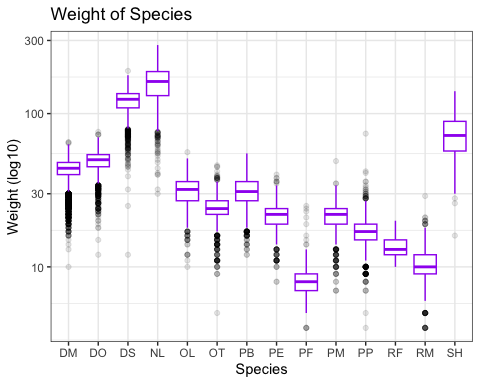 Weight of Species
Weight (log10)
300
100
30
10
DM DO DS NL OL OT PB PE PF PM PP RF RM SH
Species